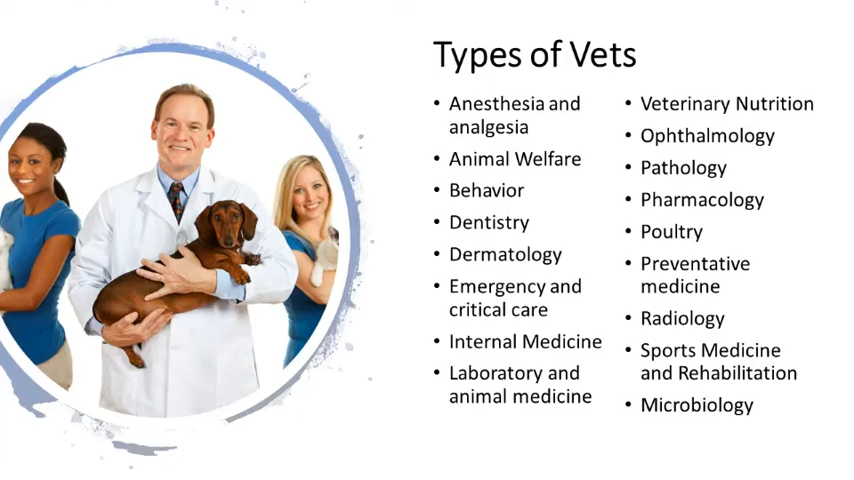 Types of Vets
• Anesthesia and
analgesia
• Animal Welfare
• Behavior
• Dentistry
• Dermatology
• Emergency and
critical care
• Internal Medicine
• Laboratory and
animal medicine
• Veterinary Nutrition
• Ophthalmology
• Pathology
• Pharmacology
• Poultry
• Preventative
medicine
• Radiology
• Sports Medicine
and Rehabilitation
• Microbiology